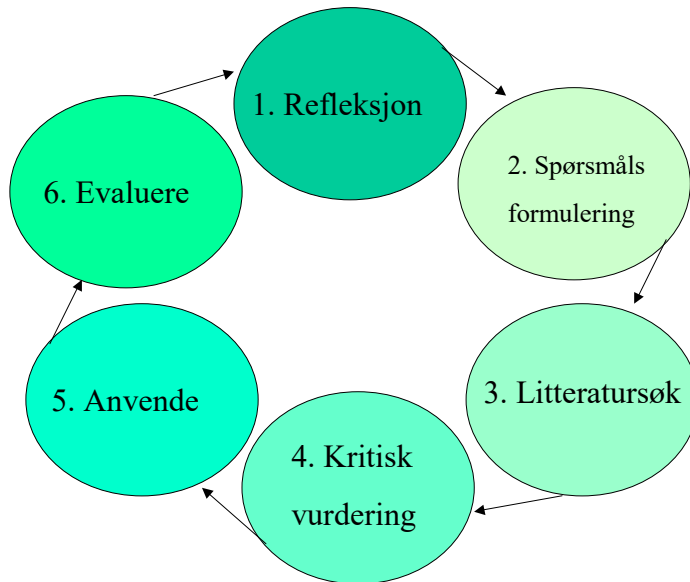 1. Refleksjon
2. Spørsmåls
formulering
3. Litteratursøk
4. Kritisk
vurdering
5. Anvende
6. Evaluere